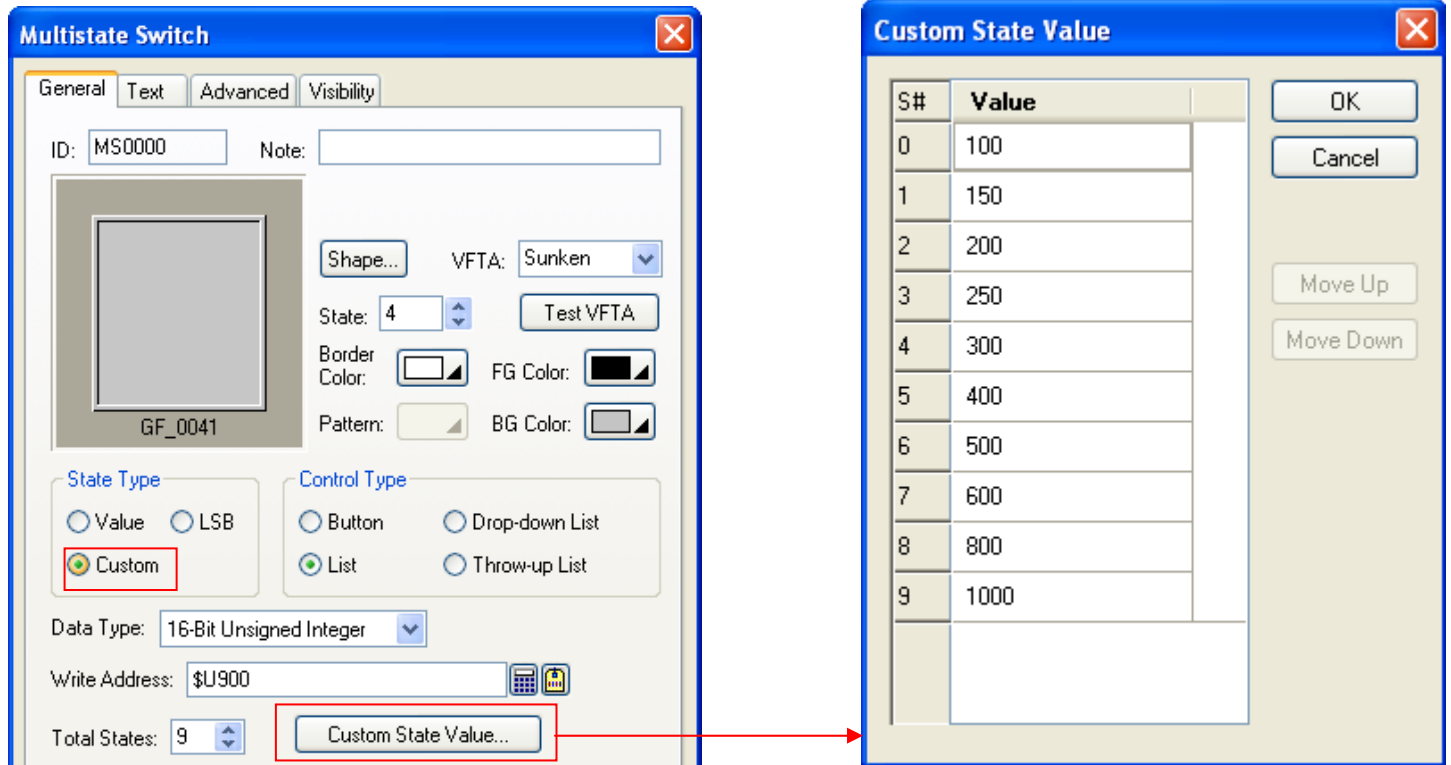 Multistate Switch
General Text Advanced Visibility
ID: MS0000 Note:
Shape... VFTA: Sunken
State: 4 Test VFTA
Border Color: FG Color:
Pattern: BG Color:
GF_0041
State Type
Value LSB
Custom
Control Type
Button Drop-down List
List Throw-up List
Data Type: 16-Bit Unsigned Integer
Write Address: $U900
Total States: 9 Custom State Value...
Custom State Value
S# Value
0 100
1 150
2 200
3 250
4 300
5 400
6 500
7 600
8 800
9 1000
OK
Cancel
Move Up
Move Down